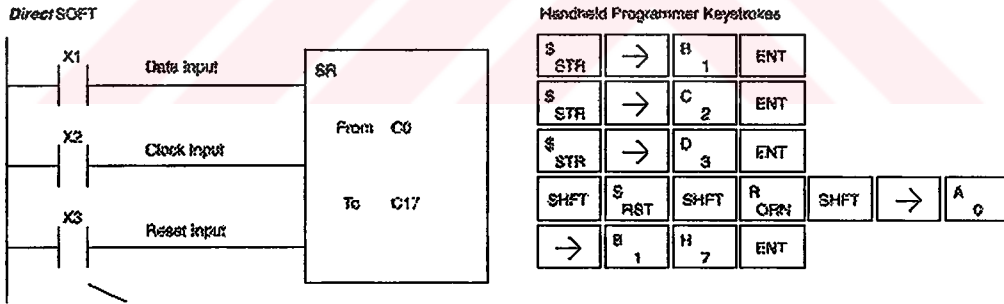 DirectSOFT
X1
Data Input
SR
X2
Clock Input
From C0
To C17
X3
Reset Input
Handheld Programmer Keystrokes
$ STR → B 1 ENT
$ STR → C 2 ENT
$ STR → D 3 ENT
SHFT S RST SHFT R ORN SHFT → A 0
→ B 1 H 7 ENT